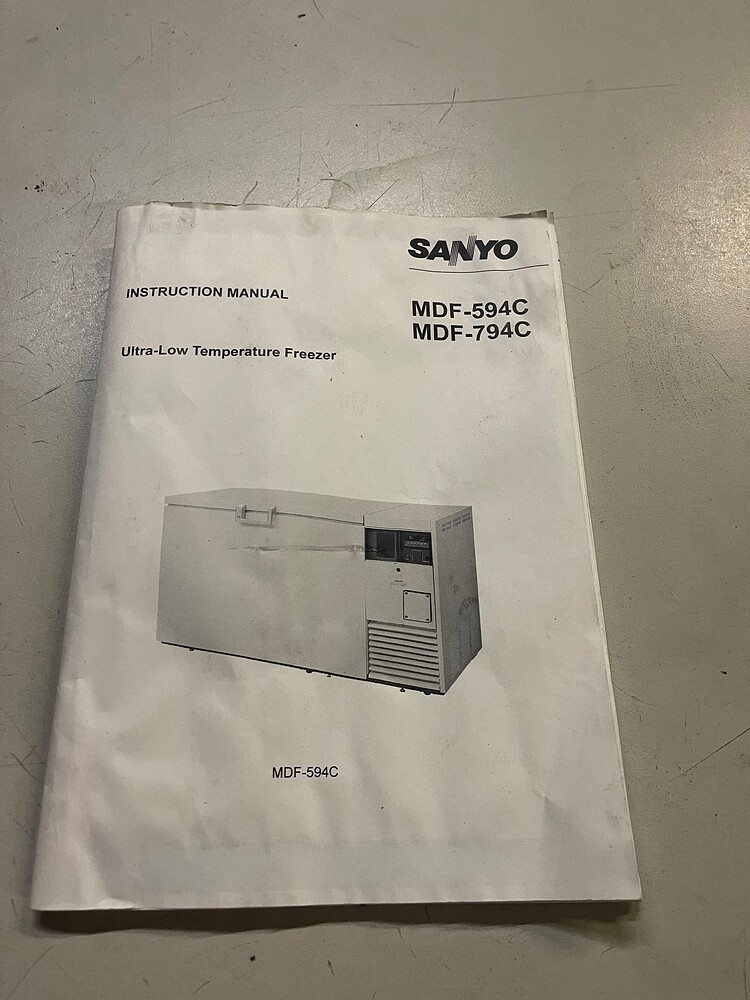 SANYO
INSTRUCTION MANUAL
MDF-594C
MDF-794C
Ultra-Low Temperature Freezer
MDF-594C